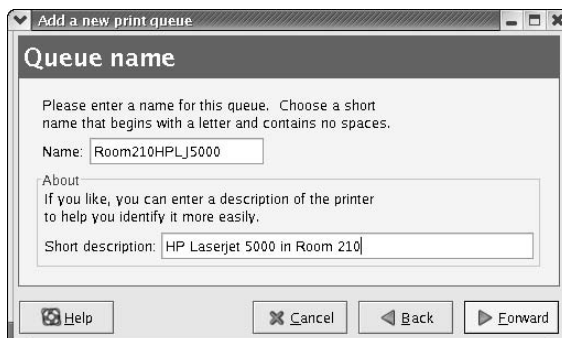 Add a new print queue
Queue name
Please enter a name for this queue. Choose a short
name that begins with a letter and contains no spaces.
Name: Room210HPLJ5000
About
If you like, you can enter a description of the printer
to help you identify it more easily.
Short description: HP Laserjet 5000 in Room 210
Help Cancel Back Forward